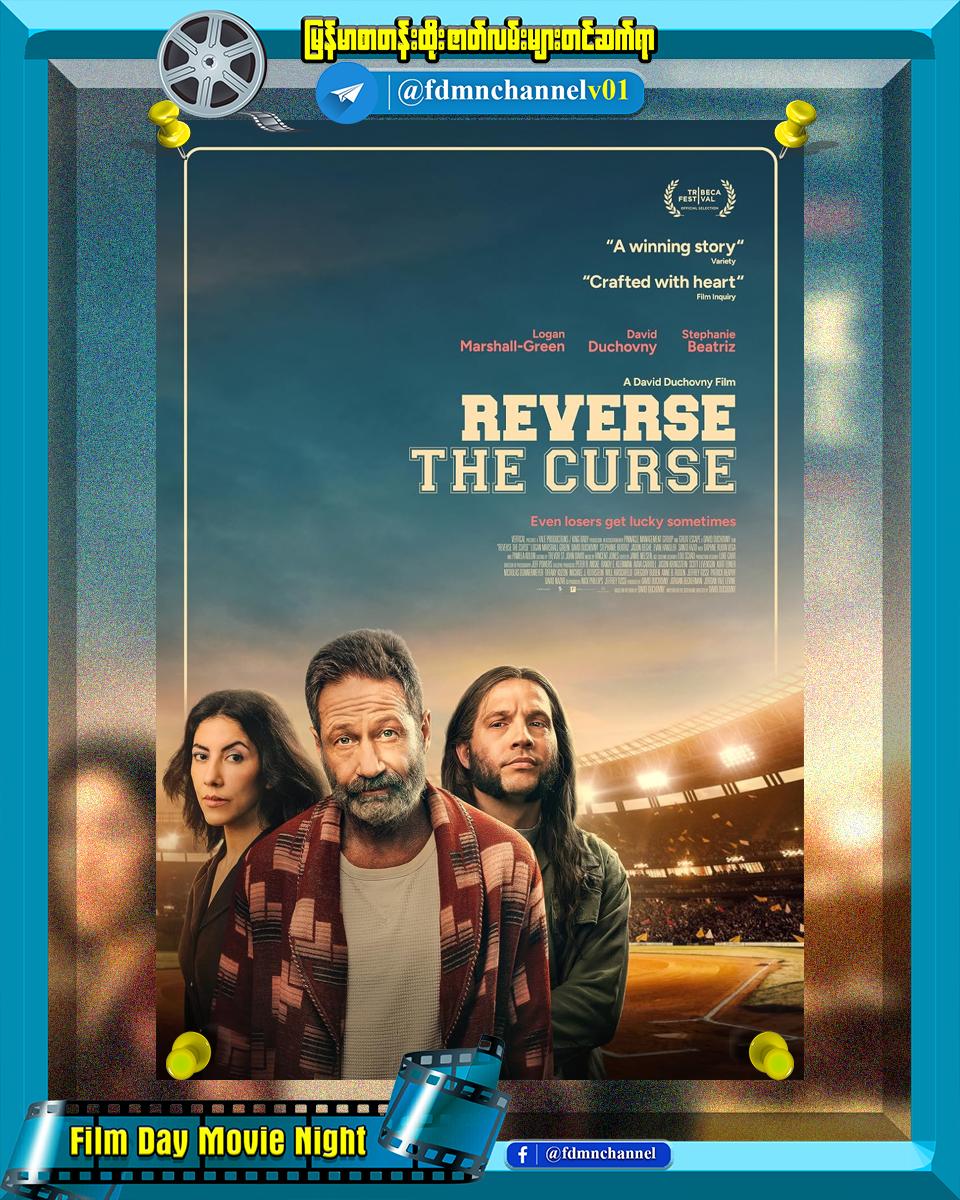 မြန်မာစာတန်းထိုးဇာတ်လမ်းများတင်ဆက်ရာ
@fdmnchannelv01
TRIBECA
FESTIVAL
OFFICIAL SELECTION
“A winning story“
Variety
“Crafted with heart“
Film Inquiry
Logan David Stephanie
Marshall-Green Duchovny Beatriz
A David Duchovny Film
REVERSE
THE CURSE
Even losers get lucky sometimes
Film Day Movie Night
f @fdmnchannel